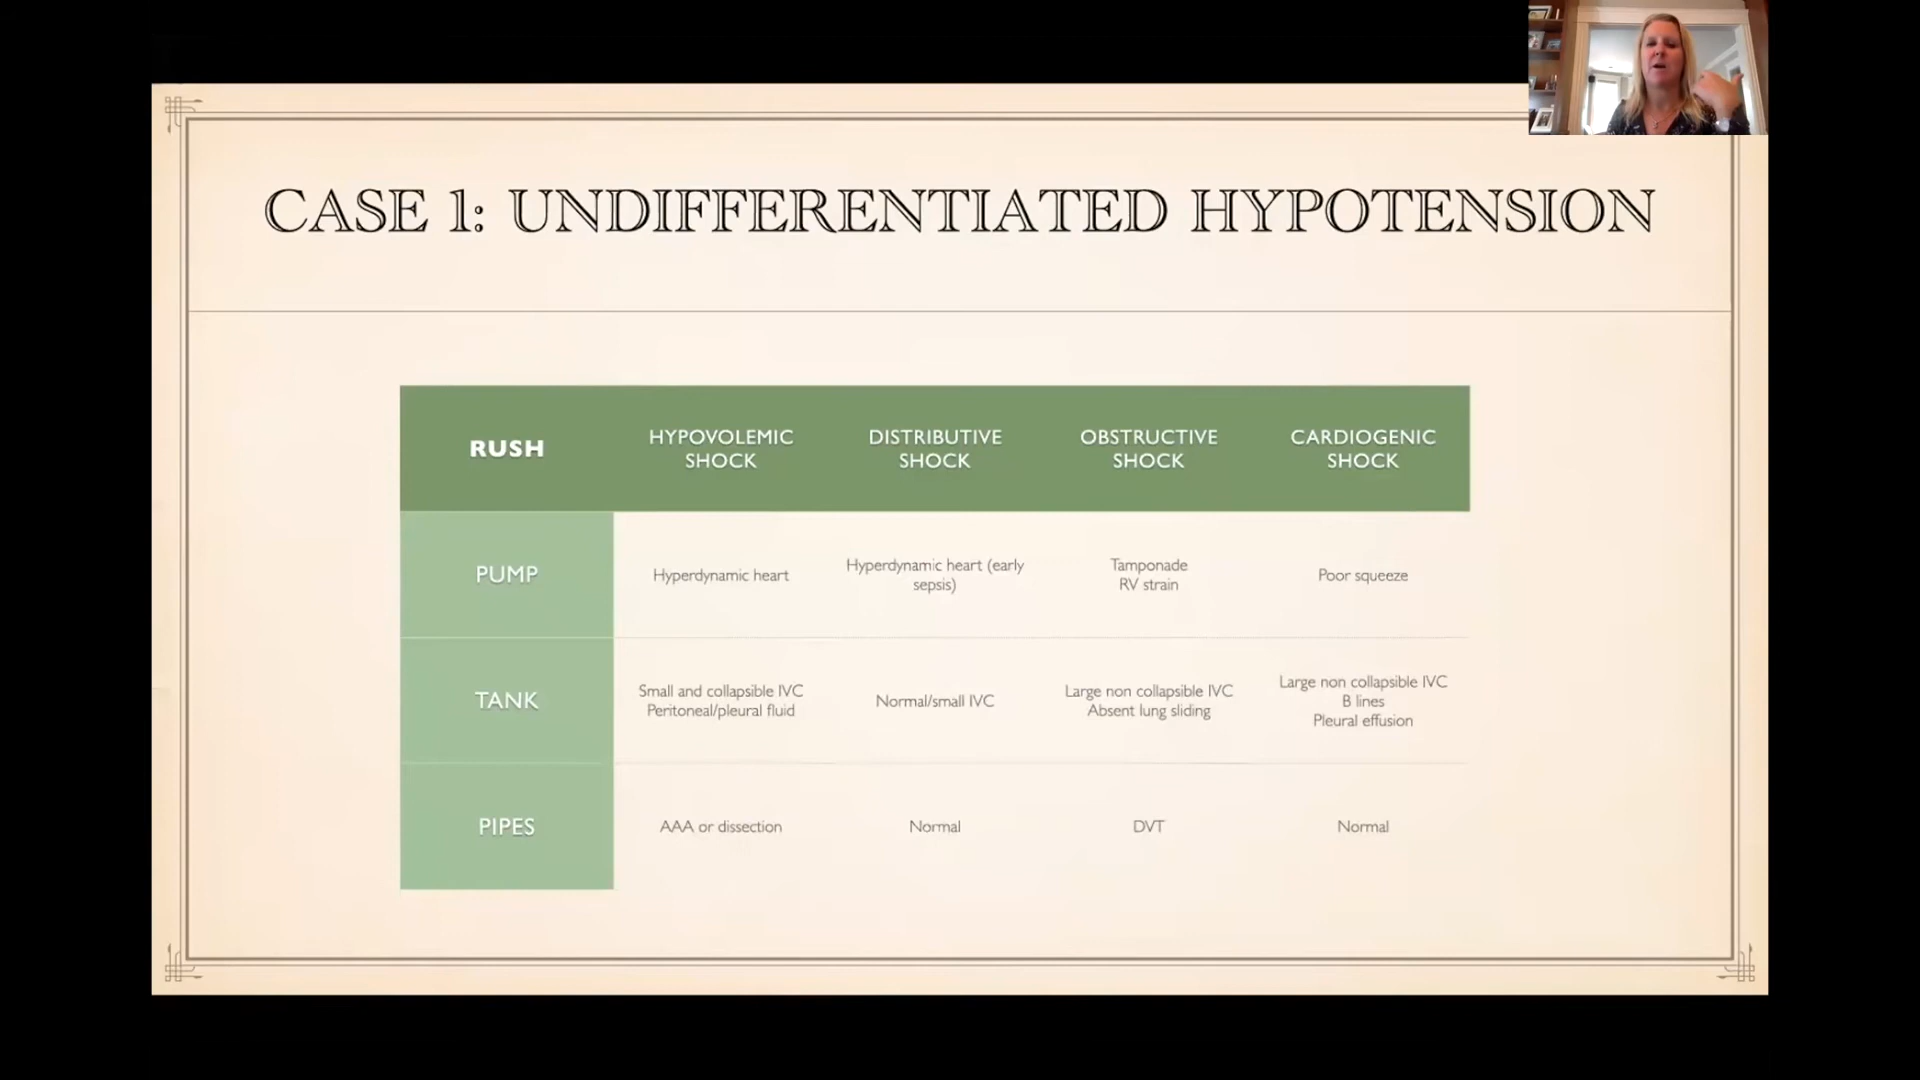 CASE 1: UNDIFFERENTIATED HYPOTENSION
RUSH
HYPOVOLEMIC
SHOCK
DISTRIBUTIVE
SHOCK
OBSTRUCTIVE
SHOCK
CARDIOGENIC
SHOCK
PUMP
Hyperdynamic heart
Hyperdynamic heart (early
sepsis)
Tamponade
RV strain
Poor squeeze
TANK
Small and collapsible IVC
Peritoneal/pleural fluid
Normal/small IVC
Large non collapsible IVC
Absent lung sliding
Large non collapsible IVC
B lines
Pleural effusion
PIPES
AAA or dissection
Normal
DVT
Normal